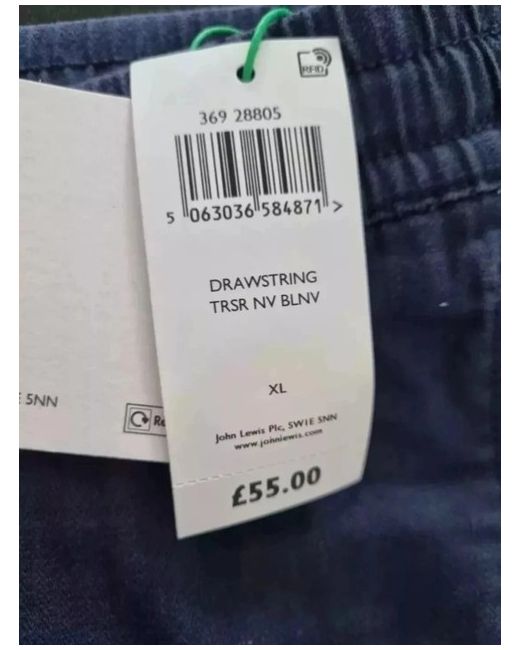 RFID
369 28805
5 063036 584871 >
DRAWSTRING
TRSR NV BLNV
XL
John Lewis Plc, SW1E 5NN
www.johnlewis.com
£55.00
5NN
Re